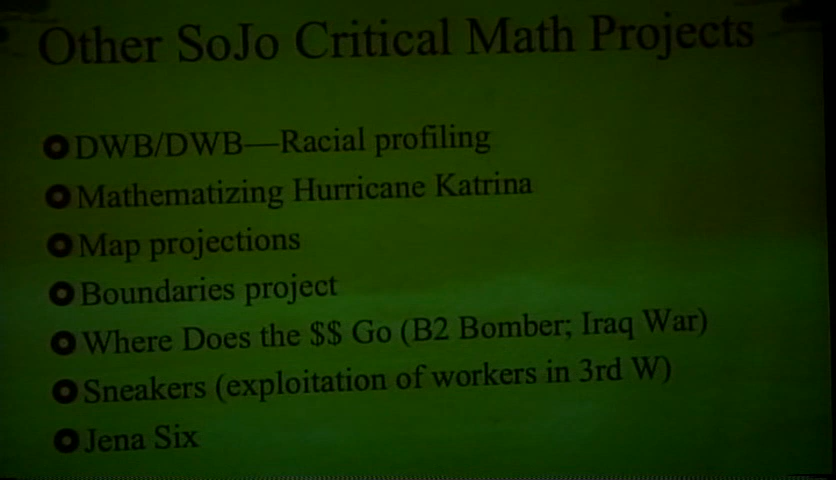 Other SoJo Critical Math Projects
DWB/DWB—Racial profiling
Mathematizing Hurricane Katrina
Map projections
Boundaries project
Where Does the $$ Go (B2 Bomber; Iraq War)
Sneakers (exploitation of workers in 3rd W)
Jena Six